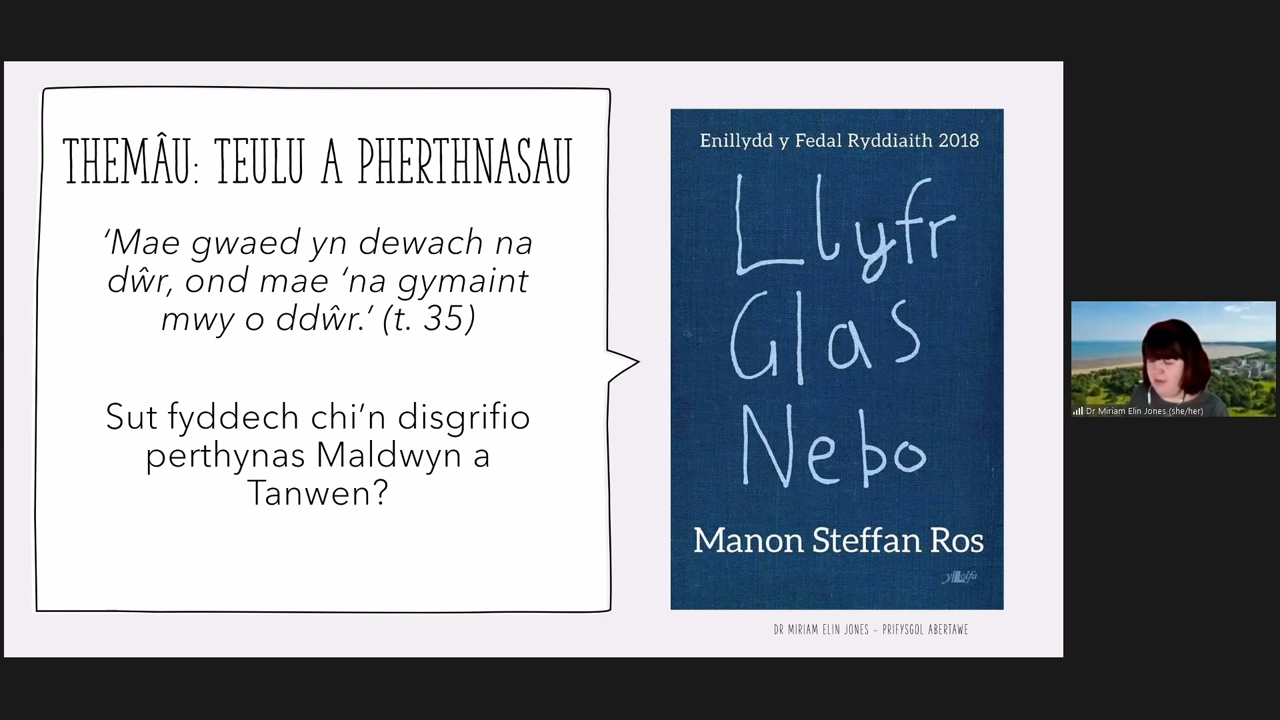 THEMÂU: TEULU A PHERTHNASAU
‘Mae gwaed yn dewach na
dŵr, ond mae ‘na gymaint
mwy o ddŵr.’ (t. 35)
Sut fyddech chi’n disgrifio
perthynas Maldwyn a
Tanwen?
Enillydd y Fedal Ryddiaith 2018
Llyfr
Glas
Nebo
Manon Steffan Ros
y Lolfa
DR MIRIAM ELIN JONES - PRIFYSGOL ABERTAWE
Dr Miriam Elin Jones (she/her)